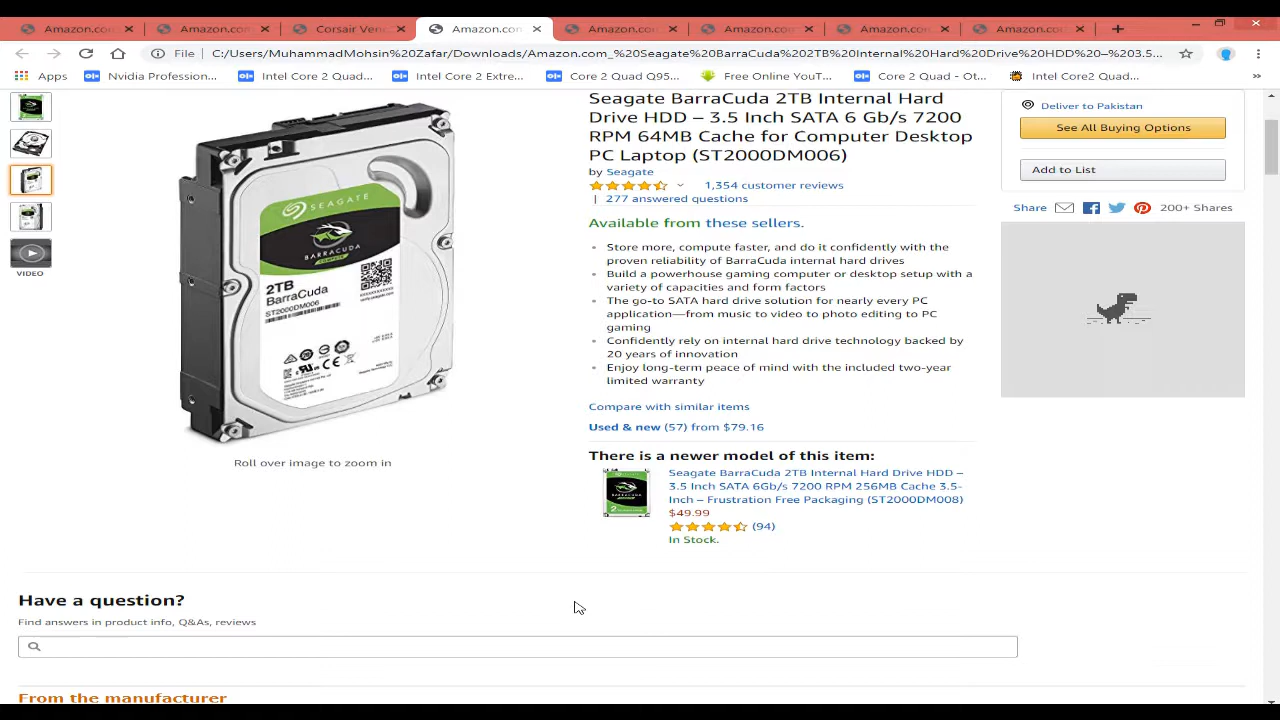 Amazon.com
Amazon.com
Corsair Ven
Amazon.com
Amazon.com
Amazon.com
Amazon.com
Amazon.com
File | C:/Users/MuhammadMohsin%20Zafar/Downloads/Amazon.com_%20Seagate%20BarraCuda%202TB%20Internal%20Hard%20Drive%20HDD%20–%203.5...
Apps
Nvidia Profession...
Intel Core 2 Quad...
Intel Core 2 Extre...
Core 2 Quad Q95...
Free Online YouT...
Core 2 Quad - Ot...
Intel Core2 Quad...
»
VIDEO
SEAGATE
BARRACUDA
COMPUTE
2TB
BarraCuda
ST2000DM006
Roll over image to zoom in
Seagate BarraCuda 2TB Internal Hard
Drive HDD – 3.5 Inch SATA 6 Gb/s 7200
RPM 64MB Cache for Computer Desktop
PC Laptop (ST2000DM006)
by Seagate
1,354 customer reviews
| 277 answered questions
Available from these sellers.
• Store more, compute faster, and do it confidently with the
proven reliability of BarraCuda internal hard drives
• Build a powerhouse gaming computer or desktop setup with a
variety of capacities and form factors
• The go-to SATA hard drive solution for nearly every PC
application—from music to video to photo editing to PC
gaming
• Confidently rely on internal hard drive technology backed by
20 years of innovation
• Enjoy long-term peace of mind with the included two-year
limited warranty
Compare with similar items
Used & new (57) from $79.16
There is a newer model of this item:
Seagate BarraCuda 2TB Internal Hard Drive HDD –
3.5 Inch SATA 6Gb/s 7200 RPM 256MB Cache 3.5-
Inch – Frustration Free Packaging (ST2000DM008)
$49.99
(94)
In Stock.
Deliver to Pakistan
See All Buying Options
Add to List
Share
200+ Shares
Have a question?
Find answers in product info, Q&As, reviews
From the manufacturer